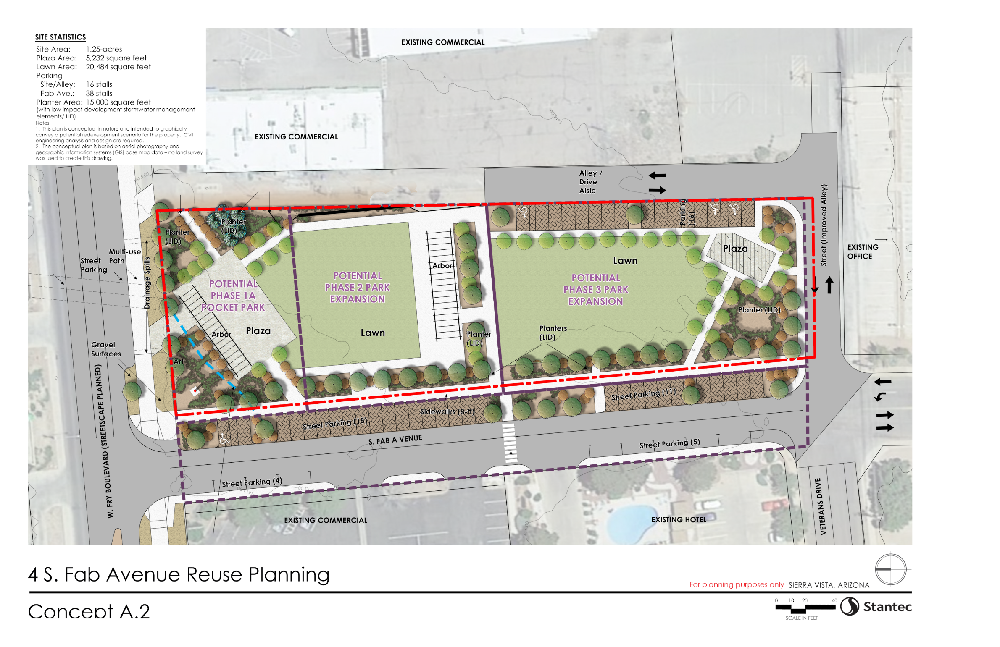 SITE STATISTICS
Site Area: 1.25-acres
Plaza Area: 5,232 square feet
Lawn Area: 20,484 square feet
Parking
Site/Alley: 16 stalls
Fab Ave.: 38 stalls
Planter Area: 15,000 square feet
(with low impact development stormwater management
elements/ LID)
Notes:
1. This plan is conceptual in nature and intended to graphically
convey a potential redevelopment scenario for the property. Civil
engineering analysis and design are required.
2. The conceptual plan is based on aerial photography and
geographic Information systems (GIS) base map data – no land survey
was used to create this drawing.
EXISTING COMMERCIAL
EXISTING COMMERCIAL
1414.00
1413.00
Alley /
Drive
Aisle
Street (Improved Alley)
EXISTING
OFFICE
Parking
(16)
Planter
(LID)
Planter
(LID)
Multi-use
Path
Street
Parking
Drainage Spills
Gravel
Surfaces
POTENTIAL
PHASE 1A
POCKET PARK
Plaza
Arbor
Art
POTENTIAL
PHASE 2 PARK
EXPANSION
Lawn
Arbor
Planter
(LID)
Lawn
POTENTIAL
PHASE 3 PARK
EXPANSION
Planters
(LID)
Plaza
Planter (LID)
Street Parking (11)
Sidewalks (8-ft)
Street Parking (18)
S. FAB A VENUE
Street Parking (5)
Street Parking (4)
1413.00
1413.00
W. FRY BOULEVARD (STREETSCAPE PLANNED)
VETERANS DRIVE
EXISTING COMMERCIAL
1414.00
EXISTING HOTEL
4 S. Fab Avenue Reuse Planning
For planning purposes only SIERRA VISTA, ARIZONA
Concept A.2
0 10 20 40
SCALE IN FEET
Stantec